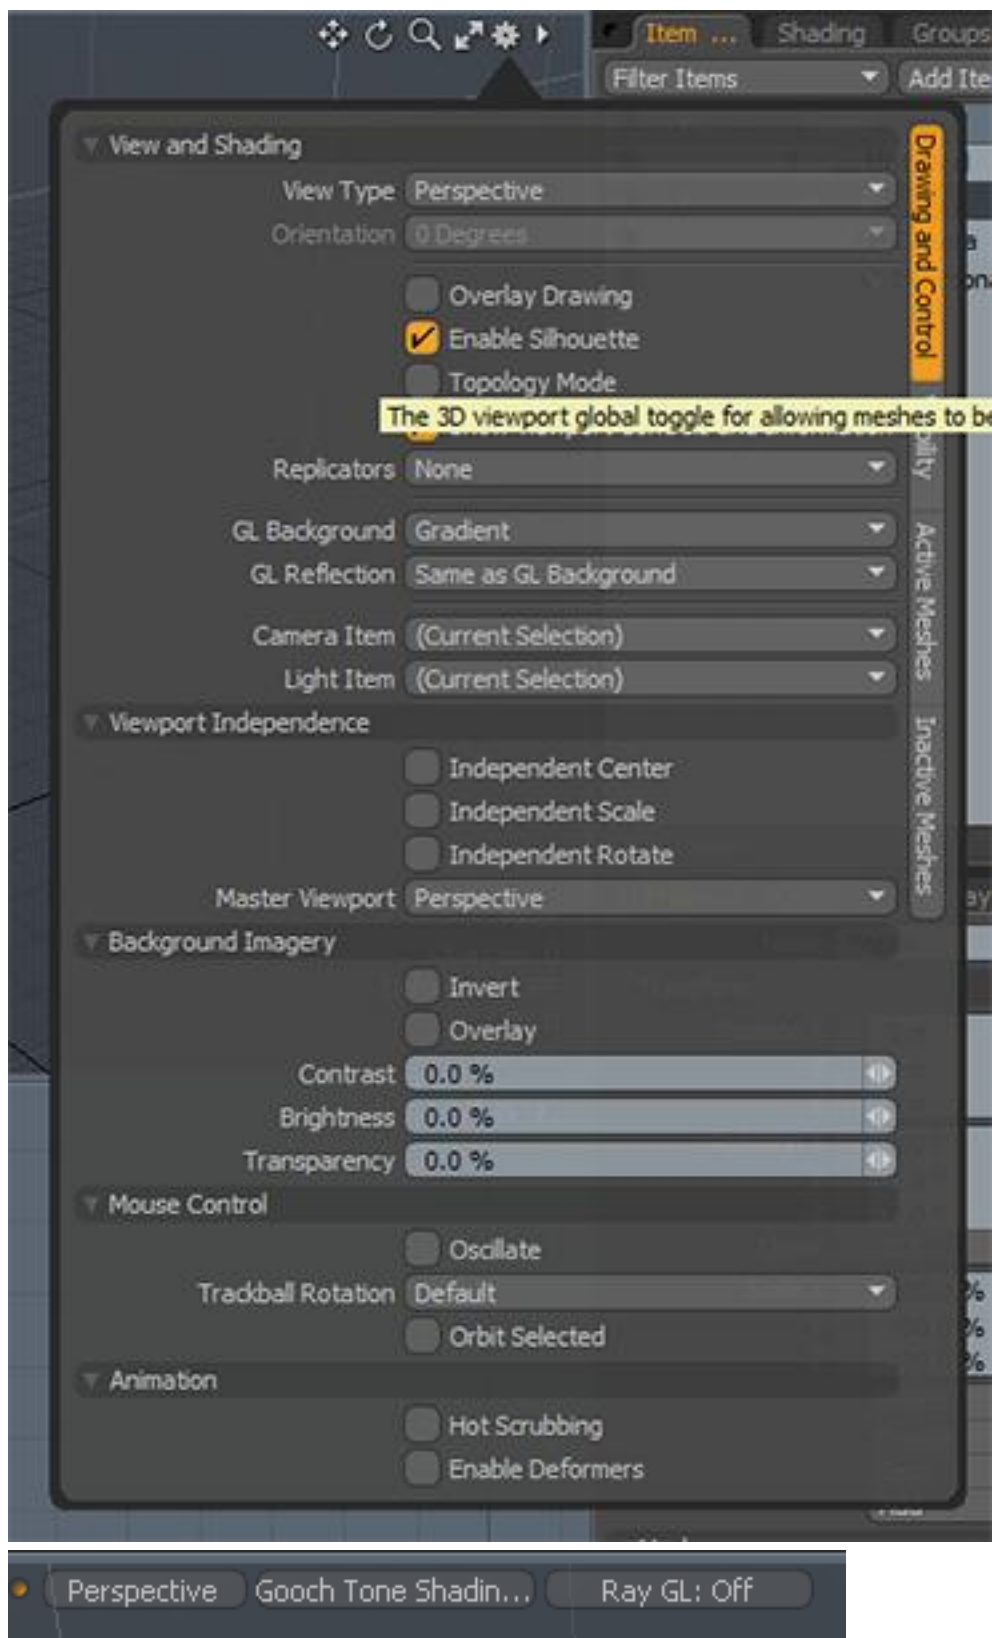 Item ... Shading Groups
Filter Items Add Ite
View and Shading
View Type Perspective
Orientation 0 Degrees
Overlay Drawing
Enable Silhouette
Topology Mode
The 3D viewport global toggle for allowing meshes to be
Replicators None
GL Background Gradient
GL Reflection Same as GL Background
Camera Item (Current Selection)
Light Item (Current Selection)
Viewport Independence
Independent Center
Independent Scale
Independent Rotate
Master Viewport Perspective
Background Imagery
Invert
Overlay
Contrast 0.0 %
Brightness 0.0 %
Transparency 0.0 %
Mouse Control
Oscillate
Trackball Rotation Default
Orbit Selected
Animation
Hot Scrubbing
Enable Deformers
Drawing and Control
bility
Active Meshes
Inactive Meshes
ay
%
%
%
Perspective Gooch Tone Shadin... Ray GL: Off